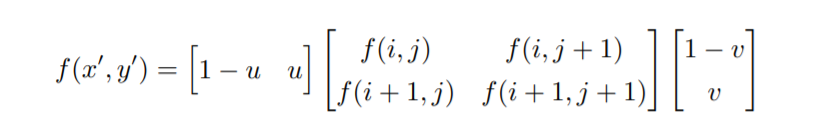 f(x′, y′) = [1 − u  u] [f(i, j)  f(i, j + 1); f(i + 1, j)  f(i + 1, j + 1)] [1 − v; v]